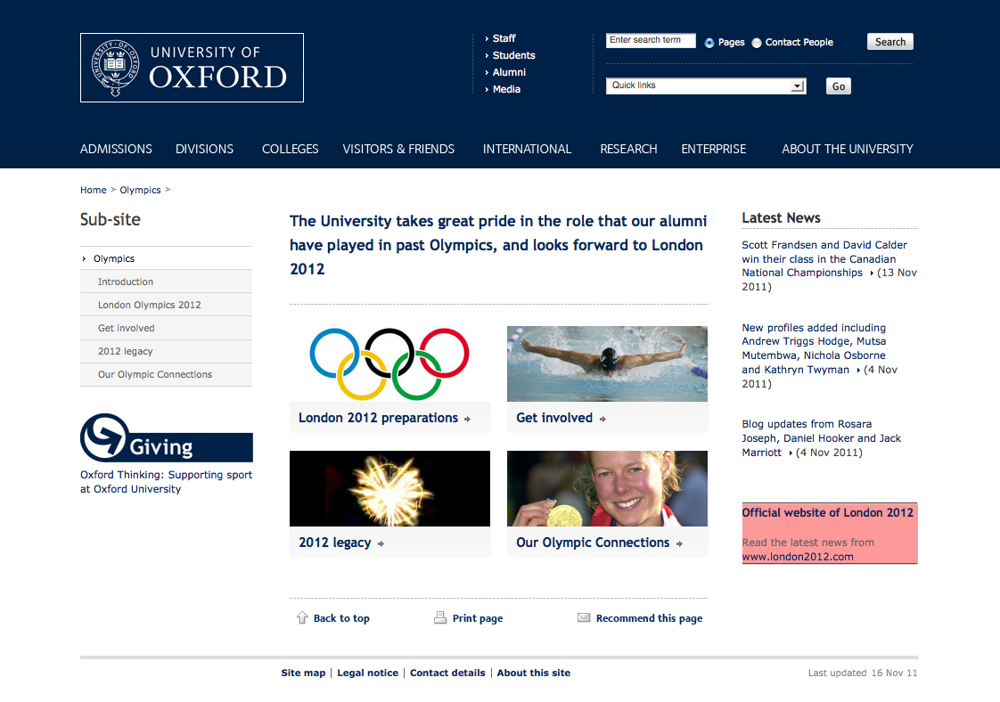 UNIVERSITY OF
OXFORD
Staff
Students
Alumni
Media
Enter search term
Pages
Contact People
Search
Quick links
Go
ADMISSIONS DIVISIONS COLLEGES VISITORS & FRIENDS INTERNATIONAL RESEARCH ENTERPRISE ABOUT THE UNIVERSITY
Home > Olympics >
Sub-site
Olympics
Introduction
London Olympics 2012
Get involved
2012 legacy
Our Olympic Connections
Giving
Oxford Thinking: Supporting sport
at Oxford University
The University takes great pride in the role that our alumni
have played in past Olympics, and looks forward to London
2012
London 2012 preparations
Get involved
2012 legacy
Our Olympic Connections
Back to top
Print page
Recommend this page
Latest News
Scott Frandsen and David Calder
win their class in the Canadian
National Championships (13 Nov
2011)
New profiles added including
Andrew Triggs Hodge, Mutsa
Mutembwa, Nichola Osborne
and Kathryn Twyman (4 Nov
2011)
Blog updates from Rosara
Joseph, Daniel Hooker and Jack
Marriott (4 Nov 2011)
Official website of London 2012
Read the latest news from
www.london2012.com
Site map | Legal notice | Contact details | About this site
Last updated 16 Nov 11